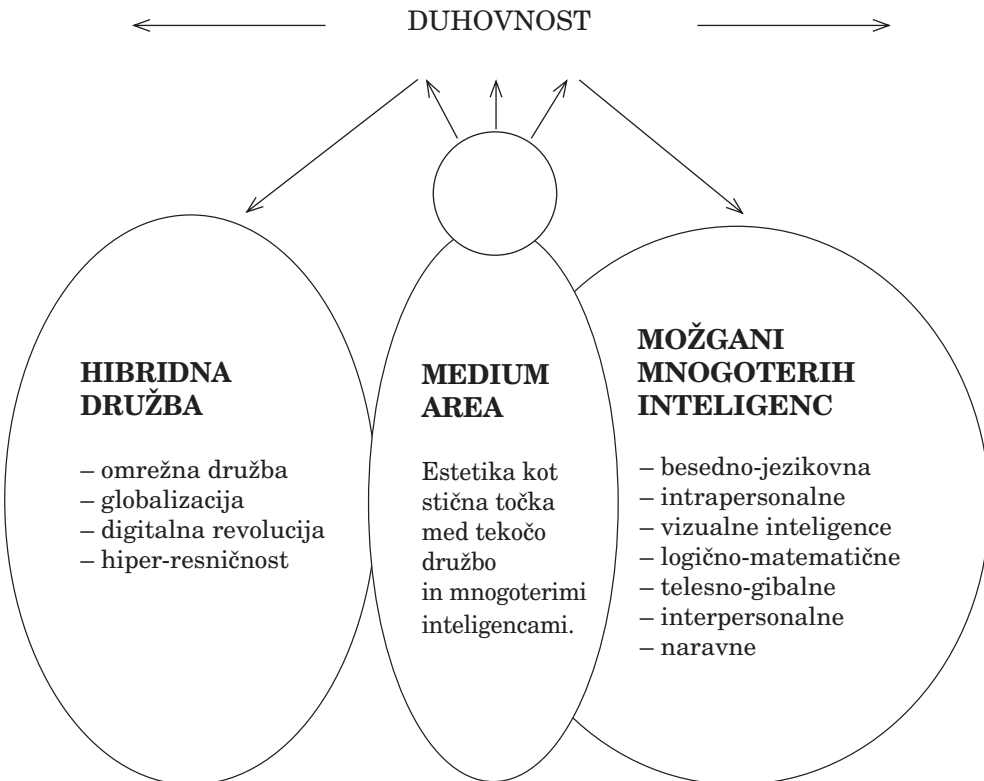 DUHOVNOST
HIBRIDNA
DRUŽBA
– omrežna družba
– globalizacija
– digitalna revolucija
– hiper-resničnost
MEDIUM
AREA
Estetika kot
stična točka
med tekočo
družbo
in mnogoterimi
inteligencami.
MOŽGANI
MNOGOTERIH
INTELIGENC
– besedno-jezikovna
– intrapersonalne
– vizualne inteligence
– logično-matematične
– telesno-gibalne
– interpersonalne
– naravne